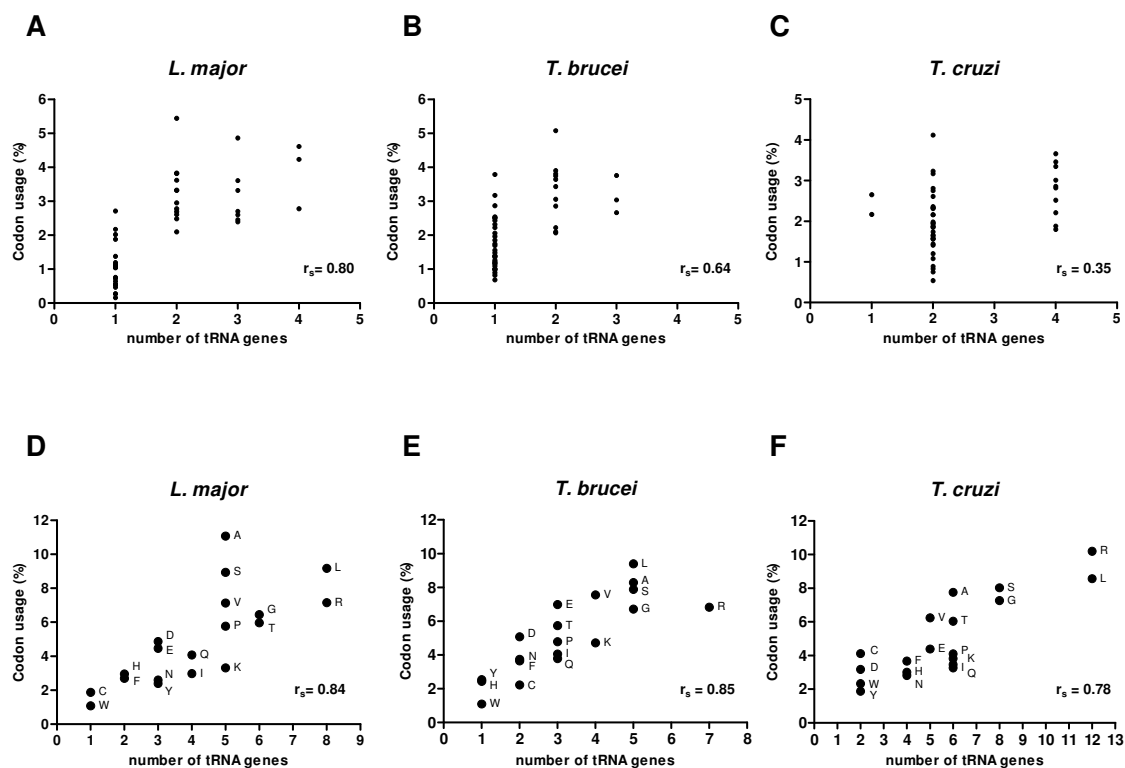 A
L. major
6
5
4
3
2
1
0
Codon usage (%)
0 1 2 3 4 5
number of tRNA genes
rs= 0.80
B
T. brucei
6
5
4
3
2
1
0
Codon usage (%)
0 1 2 3 4 5
number of tRNA genes
rs= 0.64
C
T. cruzi
5
4
3
2
1
0
Codon usage (%)
0 1 2 3 4 5
number of tRNA genes
rs= 0.35
D
L. major
12
10
8
6
4
2
0
Codon usage (%)
A
S
L
V
R
G
P
T
D
E
Q
H
K
N
I
F
Y
C
W
rs= 0.84
0 1 2 3 4 5 6 7 8 9
number of tRNA genes
E
T. brucei
12
10
8
6
4
2
0
Codon usage (%)
L
A
S
V
E
G
R
T
D
P
K
N
I
F
Q
Y
H
C
W
rs= 0.85
0 1 2 3 4 5 6 7 8
number of tRNA genes
F
T. cruzi
12
10
8
6
4
2
0
Codon usage (%)
R
L
S
A
G
V
T
E
C
P
F
K
D
H
I
Q
N
W
Y
rs= 0.78
0 1 2 3 4 5 6 7 8 9 10 11 12 13
number of tRNA genes